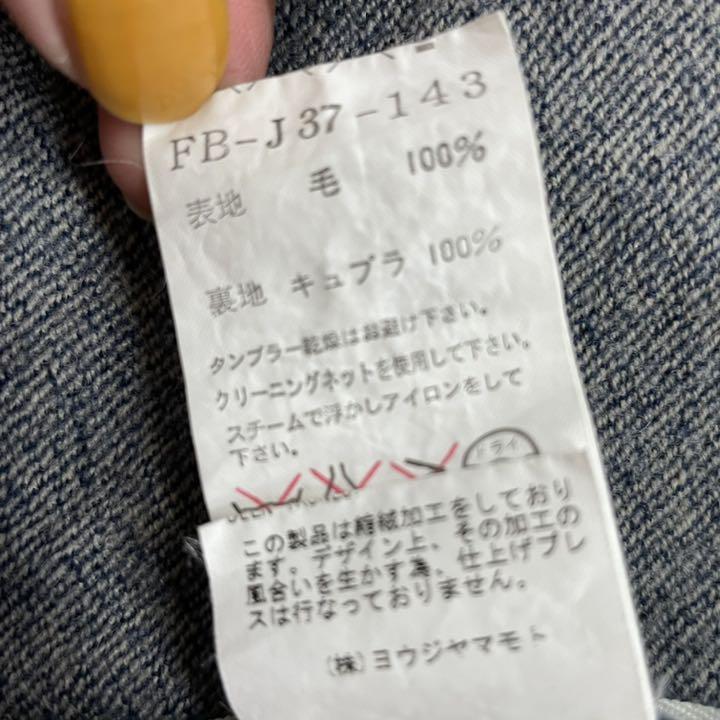 FB-J37-143
表地 毛 100%
裏地 キュプラ 100%
タンブラー乾燥はお避け下さい。
クリーニングネットを使用して下さい。
スチームで浮かしアイロンをして
下さい。
ドライ
この製品は縮絨加工をしており
ます。デザイン上、その加工の
風合いを生かす為、仕上げプレ
スは行なっておりません。
(株)ヨウジヤマモト